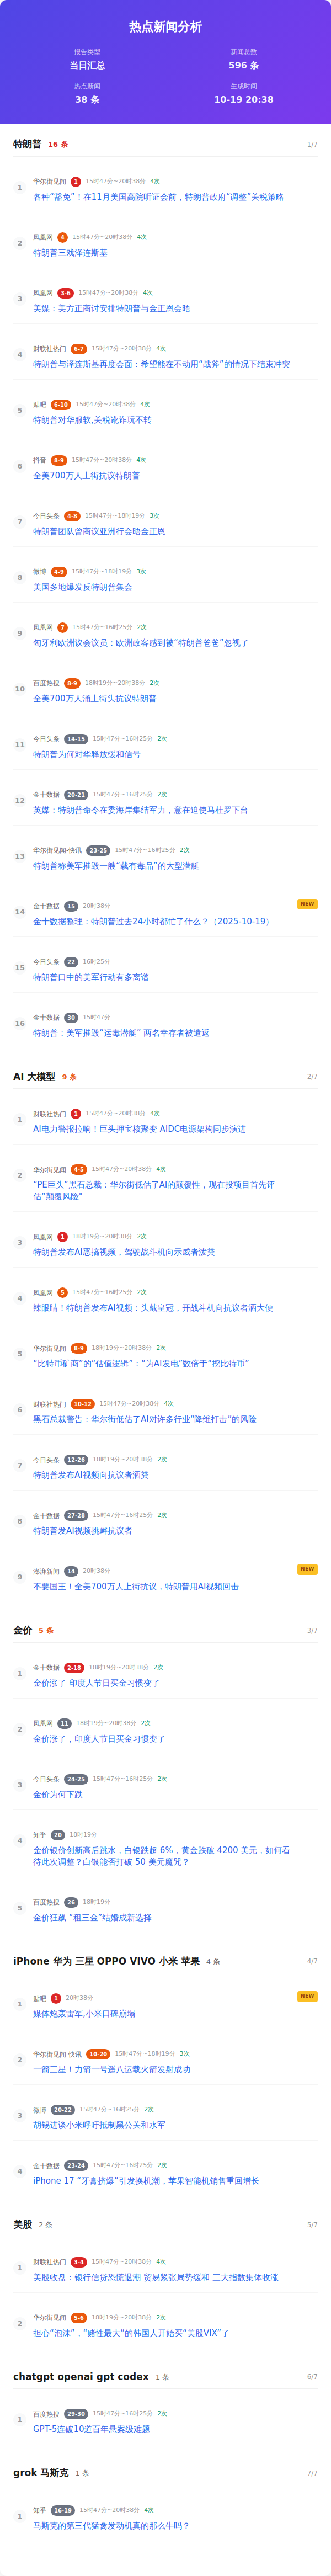 热点新闻分析
报告类型
当日汇总
新闻总数
596 条
热点新闻
38 条
生成时间
10-19 20:38
特朗普 16 条 1/7
1 华尔街见闻 1 15时47分~20时38分 4次
各种“豁免”！在11月美国高院听证会前，特朗普政府“调整”关税策略
2 凤凰网 4 15时47分~20时38分 4次
特朗普三戏泽连斯基
3 凤凰网 3-6 15时47分~20时38分 4次
美媒：美方正商讨安排特朗普与金正恩会晤
4 财联社热门 6-7 15时47分~20时38分 4次
特朗普与泽连斯基再度会面：希望能在不动用“战斧”的情况下结束冲突
5 贴吧 6-10 15时47分~20时38分 4次
特朗普对华服软,关税讹诈玩不转
6 抖音 8-9 15时47分~20时38分 4次
全美700万人上街抗议特朗普
7 今日头条 4-8 15时47分~18时19分 3次
特朗普团队曾商议亚洲行会晤金正恩
8 微博 4-9 15时47分~18时19分 3次
美国多地爆发反特朗普集会
9 凤凰网 7 15时47分~16时25分 2次
匈牙利欧洲议会议员：欧洲政客感到被“特朗普爸爸”忽视了
10 百度热搜 8-9 18时19分~20时38分 2次
全美700万人涌上街头抗议特朗普
11 今日头条 14-15 15时47分~16时25分 2次
特朗普为何对华释放缓和信号
12 金十数据 20-21 15时47分~16时25分 2次
英媒：特朗普命令在委海岸集结军力，意在迫使马杜罗下台
13 华尔街见闻-快讯 23-25 15时47分~16时25分 2次
特朗普称美军摧毁一艘“载有毒品”的大型潜艇
14 金十数据 15 20时38分 NEW
金十数据整理：特朗普过去24小时都忙了什么？（2025-10-19）
15 今日头条 22 16时25分
特朗普口中的美军行动有多离谱
16 金十数据 30 15时47分
特朗普：美军摧毁“运毒潜艇” 两名幸存者被遣返
AI 大模型 9 条 2/7
1 财联社热门 1 15时47分~20时38分 4次
AI电力警报拉响！巨头押宝核聚变 AIDC电源架构同步演进
2 华尔街见闻 4-5 15时47分~20时38分 4次
“PE巨头”黑石总裁：华尔街低估了AI的颠覆性，现在投项目首先评
估“颠覆风险"
3 凤凰网 1 18时19分~20时38分 2次
特朗普发布AI恶搞视频，驾驶战斗机向示威者泼粪
4 凤凰网 5 15时47分~16时25分 2次
辣眼睛！特朗普发布AI视频：头戴皇冠，开战斗机向抗议者洒大便
5 华尔街见闻 8-9 18时19分~20时38分 2次
“比特币矿商”的“估值逻辑”：“为AI发电”数倍于“挖比特币”
6 财联社热门 10-12 15时47分~20时38分 4次
黑石总裁警告：华尔街低估了AI对许多行业“降维打击”的风险
7 今日头条 12-26 18时19分~20时38分 2次
特朗普发布AI视频向抗议者洒粪
8 金十数据 27-28 15时47分~16时25分 2次
特朗普发AI视频挑衅抗议者
9 澎湃新闻 14 20时38分 NEW
不要国王！全美700万人上街抗议，特朗普用AI视频回击
金价 5 条 3/7
1 金十数据 2-18 18时19分~20时38分 2次
金价涨了 印度人节日买金习惯变了
2 凤凰网 11 18时19分~20时38分 2次
金价涨了，印度人节日买金习惯变了
3 今日头条 24-25 15时47分~16时25分 2次
金价为何下跌
4 知乎 20 18时19分
金价银价创新高后跳水，白银跌超 6%，黄金跌破 4200 美元，如何看
待此次调整？白银能否打破 50 美元魔咒？
5 百度热搜 26 18时19分
金价狂飙 “租三金”结婚成新选择
iPhone 华为 三星 OPPO VIVO 小米 苹果 4 条 4/7
1 贴吧 1 20时38分 NEW
媒体炮轰雷军,小米口碑崩塌
2 华尔街见闻-快讯 10-20 15时47分~18时19分 3次
一箭三星！力箭一号遥八运载火箭发射成功
3 微博 20-22 15时47分~16时25分 2次
胡锡进谈小米呼吁抵制黑公关和水军
4 金十数据 23-24 15时47分~16时25分 2次
iPhone 17 “牙膏挤爆”引发换机潮，苹果智能机销售重回增长
美股 2 条 5/7
1 财联社热门 3-4 15时47分~20时38分 4次
美股收盘：银行信贷恐慌退潮 贸易紧张局势缓和 三大指数集体收涨
2 华尔街见闻 5-6 18时19分~20时38分 2次
担心“泡沫”，“赌性最大”的韩国人开始买“美股VIX”了
chatgpt openai gpt codex 1 条 6/7
1 百度热搜 29-30 15时47分~16时25分 2次
GPT-5连破10道百年悬案级难题
grok 马斯克 1 条 7/7
1 知乎 16-19 15时47分~20时38分 4次
马斯克的第三代猛禽发动机真的那么牛吗？